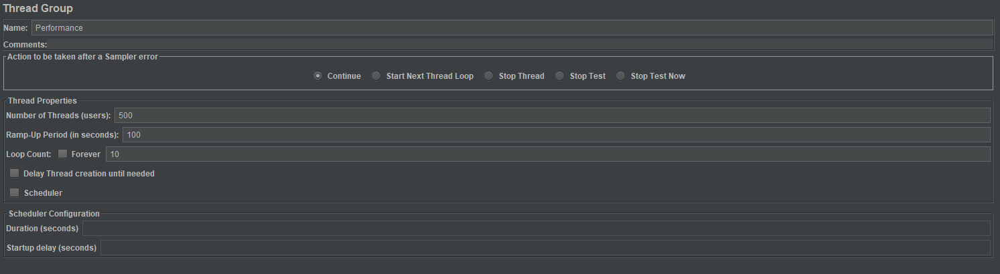 Thread Group
Name: Performance
Comments:
Action to be taken after a Sampler error
Continue Start Next Thread Loop Stop Thread Stop Test Stop Test Now
Thread Properties
Number of Threads (users): 500
Ramp-Up Period (in seconds): 100
Loop Count: Forever 10
Delay Thread creation until needed
Scheduler
Scheduler Configuration
Duration (seconds)
Startup delay (seconds)